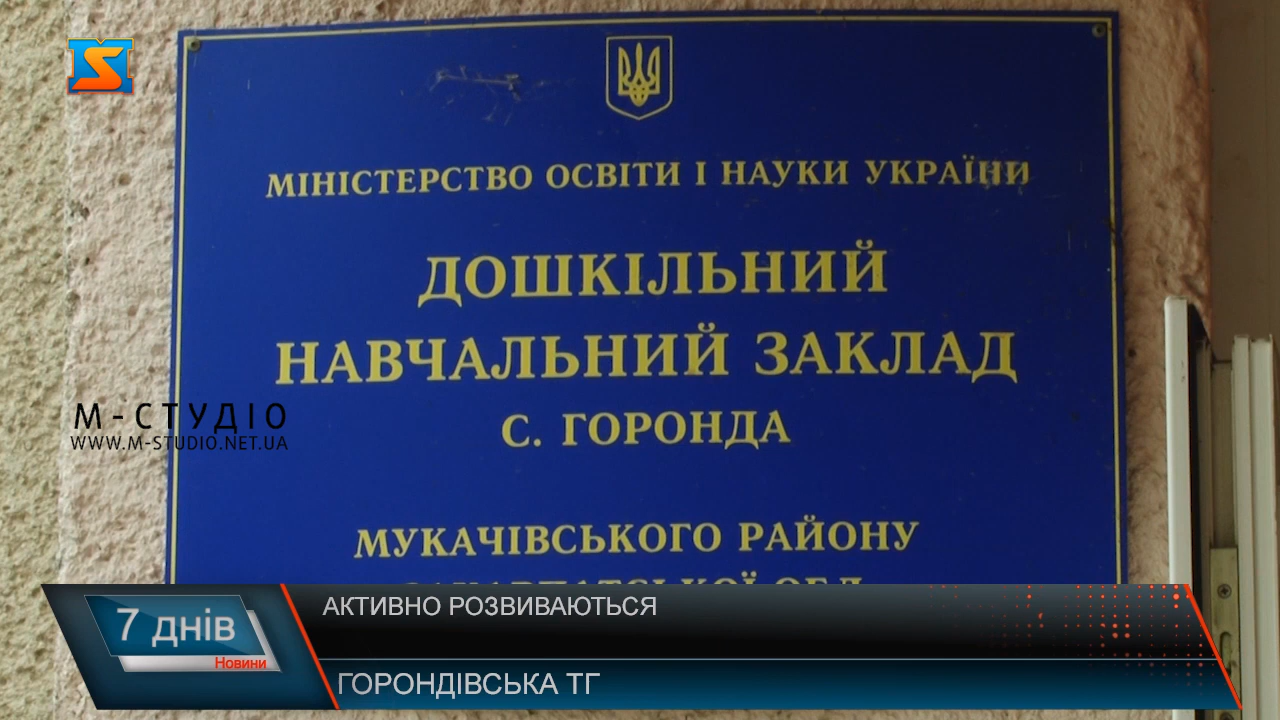 МІНІСТЕРСТВО ОСВІТИ І НАУКИ УКРАЇНИ
ДОШКІЛЬНИЙ
НАВЧАЛЬНИЙ ЗАКЛАД
С. ГОРОНДА
МУКАЧІВСЬКОГО РАЙОНУ
М-СТУДІО
WWW.M-STUDIO.NET.UA
7 днів
Новини
АКТИВНО РОЗВИВАЮТЬСЯ
ГОРОНДІВСЬКА ТГ